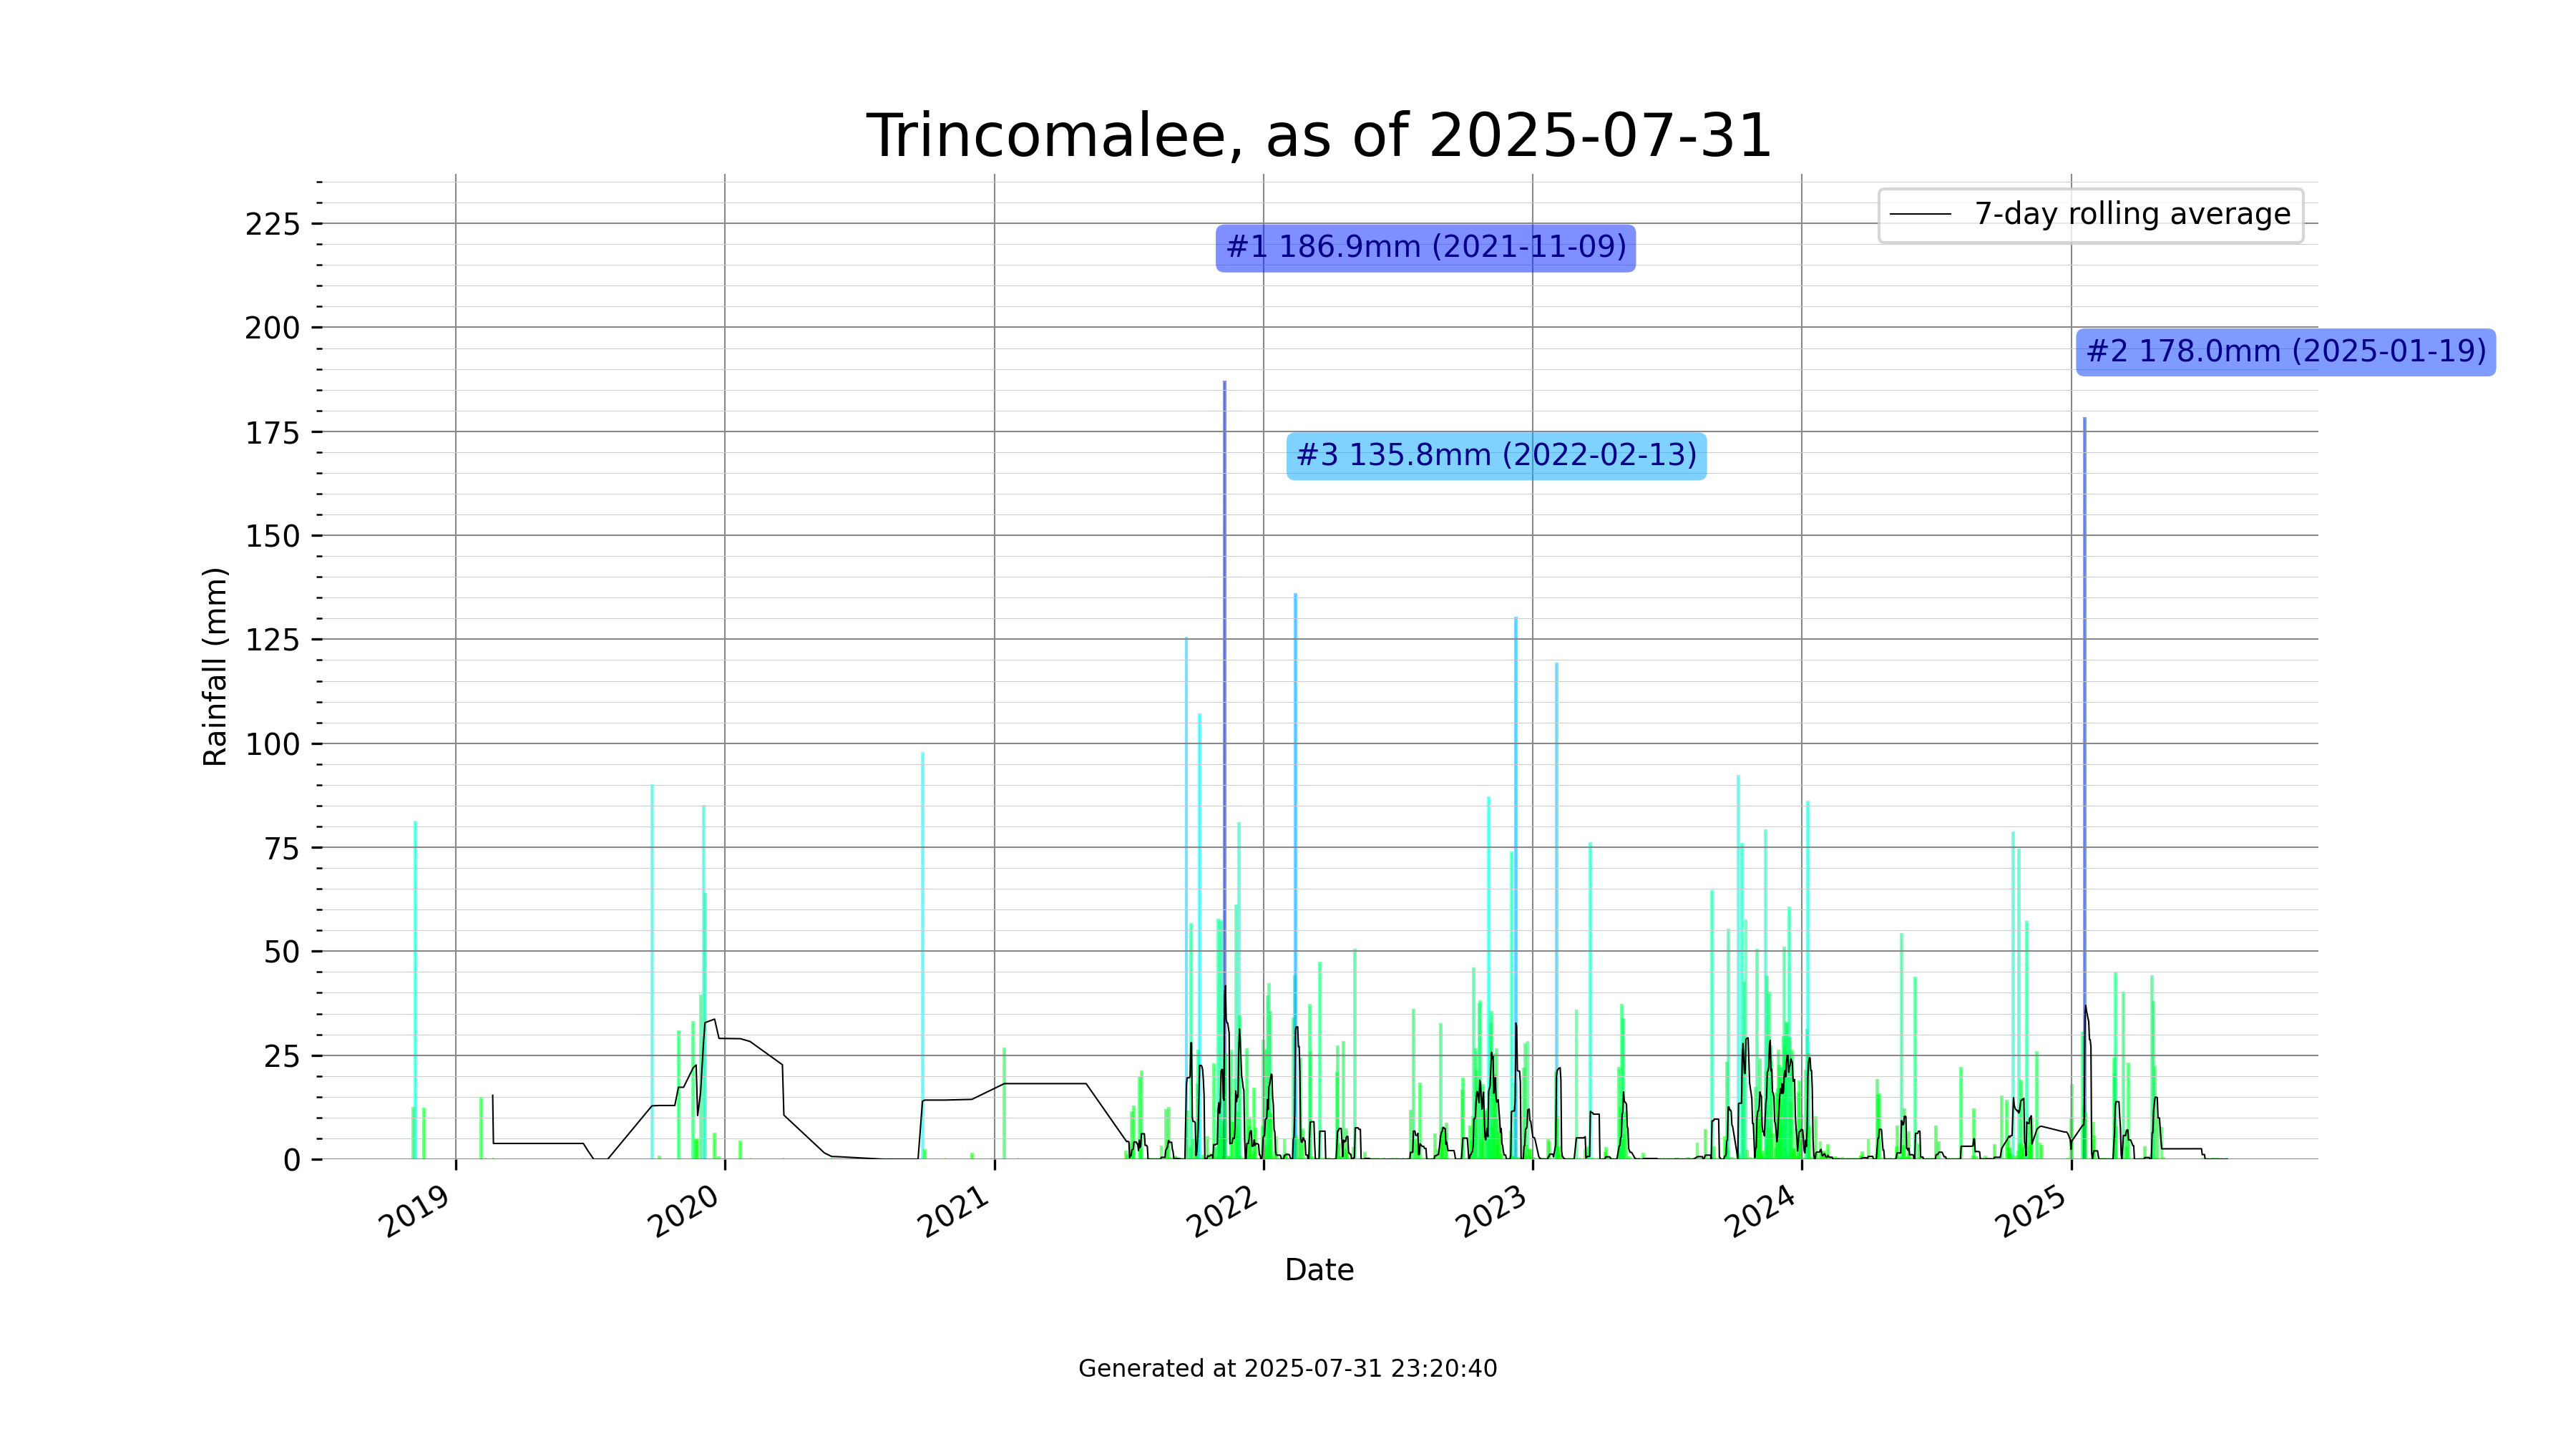 Trincomalee, as of 2025-07-31
7-day rolling average
#1 186.9mm (2021-11-09)
#2 178.0mm (2025-01-19)
#3 135.8mm (2022-02-13)
Rainfall (mm)
225
200
175
150
125
100
75
50
25
0
2019 2020 2021 2022 2023 2024 2025
Date
Generated at 2025-07-31 23:20:40